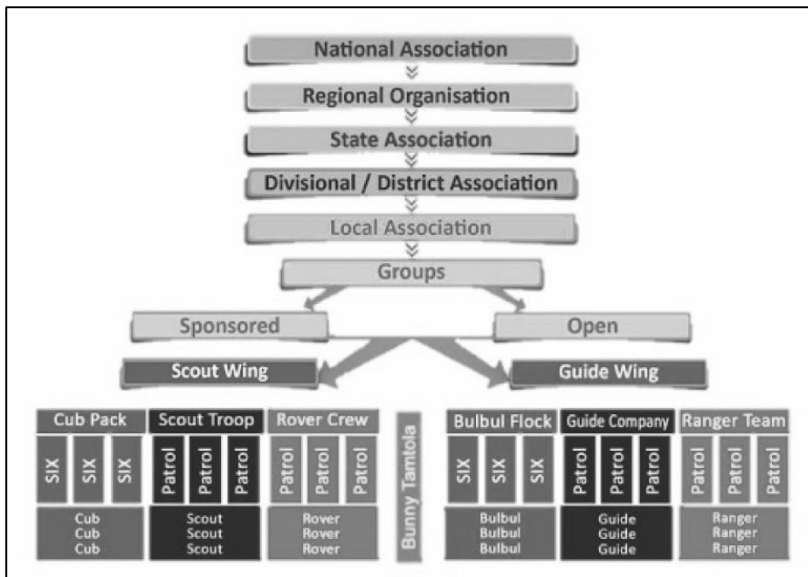 National Association
Regional Organisation
State Association
Divisional / District Association
Local Association
Groups
Sponsored
Open
Scout Wing
Guide Wing
Cub Pack
Scout Troop
Rover Crew
Bunny Tamtola
Bulbul Flock
Guide Company
Ranger Team
SIX
SIX
SIX
Patrol
Patrol
Patrol
Patrol
Patrol
Patrol
SIX
SIX
SIX
Patrol
Patrol
Patrol
Patrol
Patrol
Patrol
Cub
Cub
Cub
Scout
Scout
Scout
Rover
Rover
Rover
Bulbul
Bulbul
Bulbul
Guide
Guide
Guide
Ranger
Ranger
Ranger